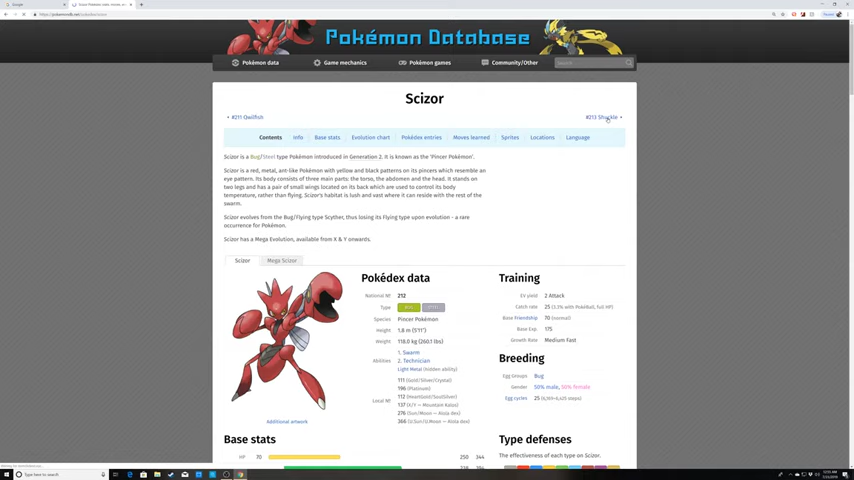 Pokémon Database
Pokémon data
Game mechanics
Pokémon games
Community/Other
Search
Scizor
#211 Qwilfish
#213 Shuckle
Contents
Info
Base stats
Evolution chart
Pokédex entries
Moves learned
Sprites
Locations
Language
Scizor is a Bug/Steel type Pokémon introduced in Generation 2. It is known as the 'Pincer Pokémon'.
Scizor is a red, metal, ant-like Pokémon with yellow and black patterns on its pincers which resemble an
eye pattern. Its body consists of three main parts: the torso, the abdomen and the head. It stands on
two legs and has a pair of small wings located on its back which are used to control its body
temperature, rather than flying. Scizor's habitat is lush and vast where it can reside with the rest of the
swarm.
Scizor evolves from the Bug/Flying type Scyther, thus losing its Flying type upon evolution - a rare
occurrence for Pokémon.
Scizor has a Mega Evolution, available from X & Y onwards.
Scizor
Mega Scizor
Pokédex data
National №
212
Type
Species
Pincer Pokémon
Height
1.8 m (5'11")
Weight
118.0 kg (260.1 lbs)
Abilities
1. Swarm
2. Technician
Light Metal (hidden ability)
Local №
111 (Gold/Silver/Crystal)
196 (Platinum)
112 (HeartGold/SoulSilver)
137 (X/Y — Mountain Kalos)
276 (Sun/Moon — Alola dex)
366 (U.Sun/U.Moon — Alola dex)
Training
EV yield
2 Attack
Catch rate
25 (3.3% with PokéBall, full HP)
Base Friendship
70 (normal)
Base Exp.
175
Growth Rate
Medium Fast
Breeding
Egg Groups
Bug
Gender
50% male, 50% female
Egg cycles
25 (6,169–6,425 steps)
Additional artwork
Base stats
HP
70
250
344
Type defenses
The effectiveness of each type on Scizor.
Type here to search